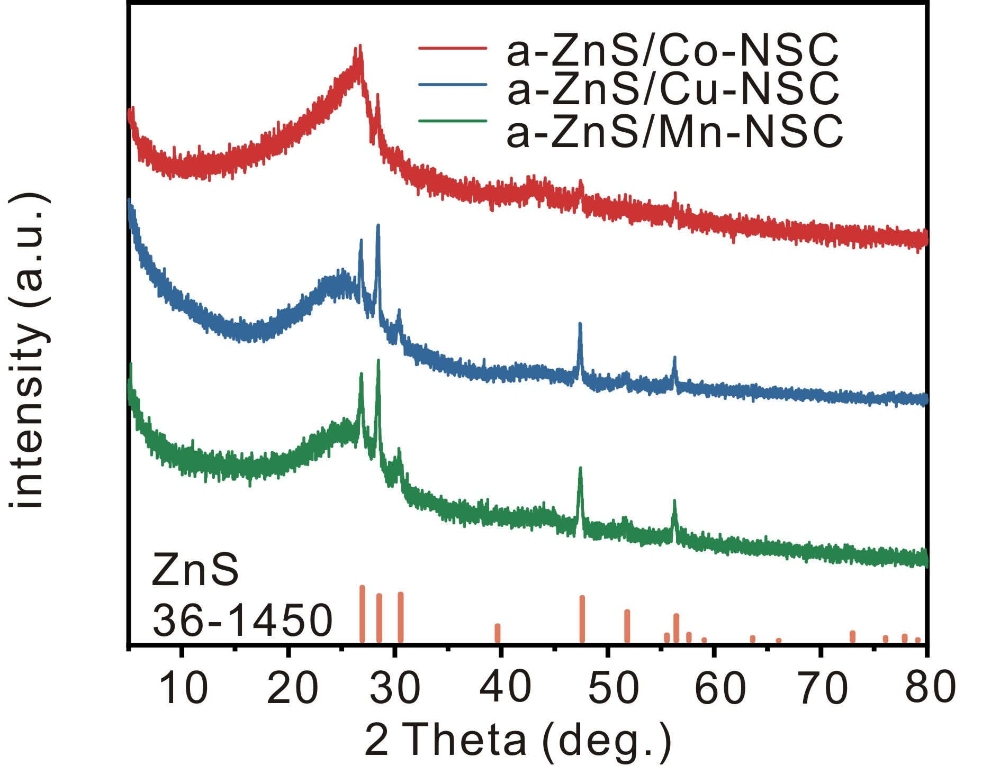 a-ZnS/Co-NSC
a-ZnS/Cu-NSC
a-ZnS/Mn-NSC
intensity (a.u.)
ZnS
36-1450
10 20 30 40 50 60 70 80
2 Theta (deg.)